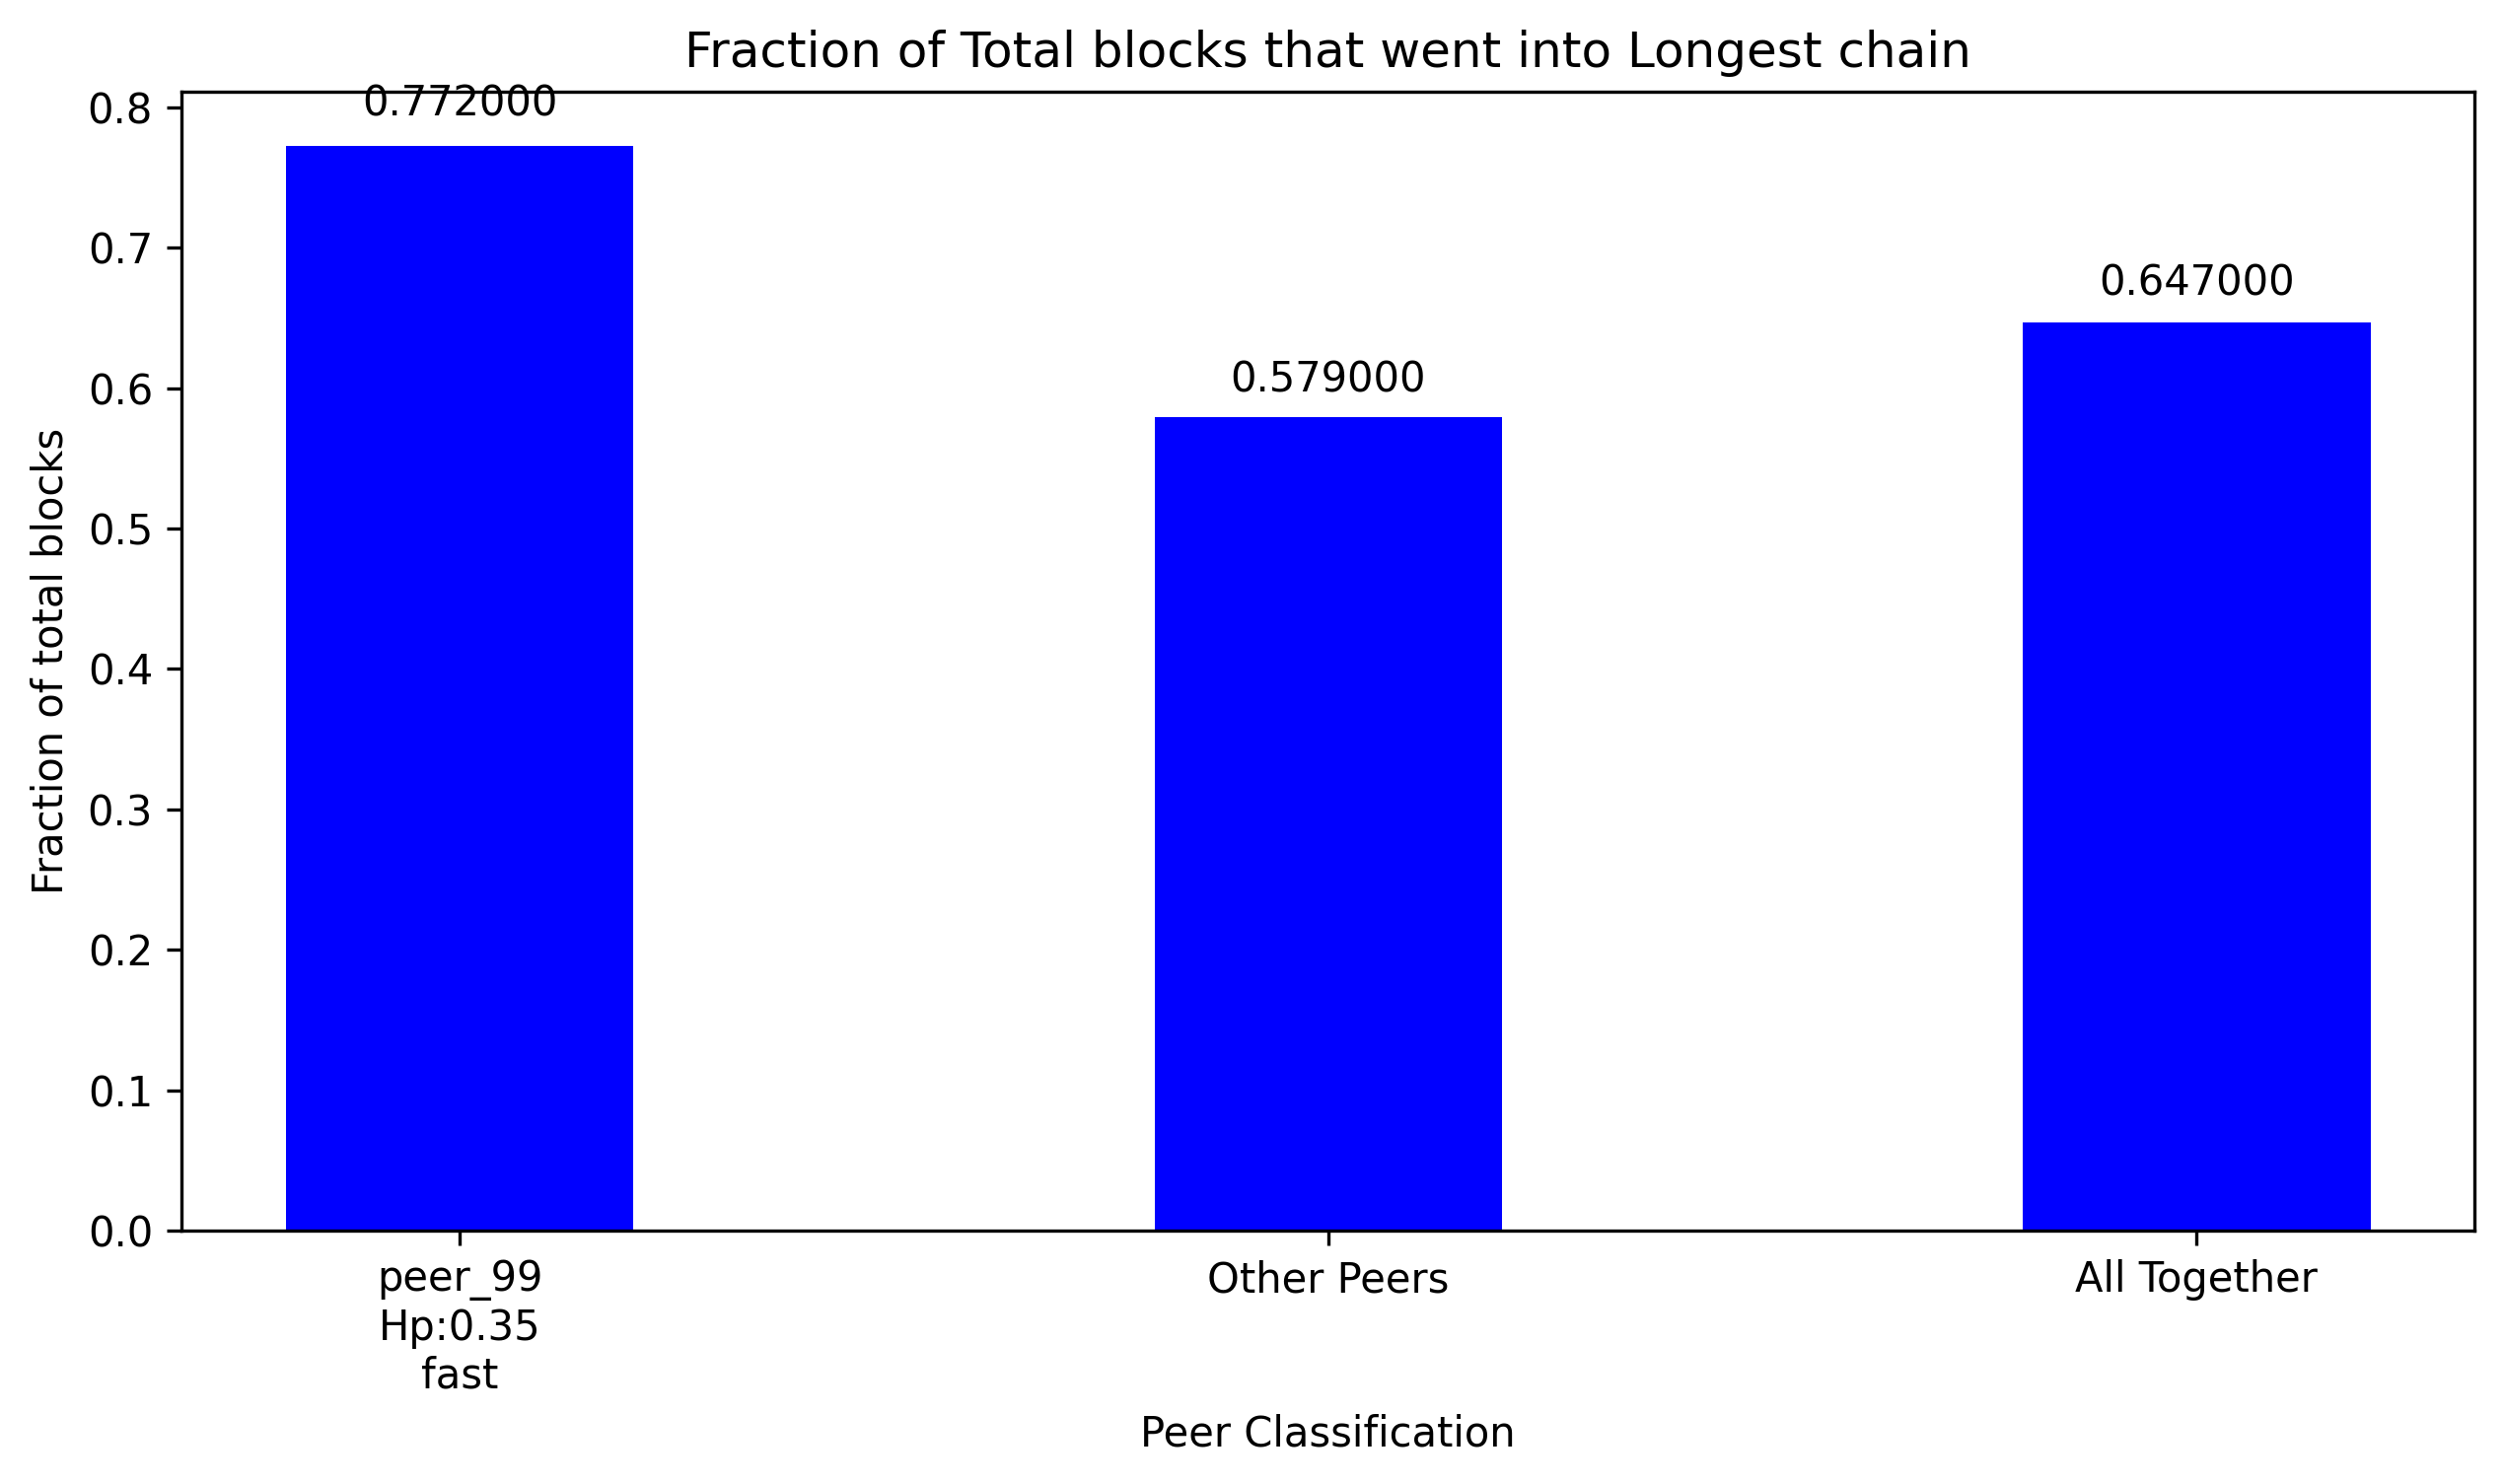 Fraction of Total blocks that went into Longest chain
Fraction of total blocks
0.8
0.7
0.6
0.5
0.4
0.3
0.2
0.1
0.0
0.772000
0.579000
0.647000
peer_99
Hp:0.35
fast
Other Peers
All Together
Peer Classification